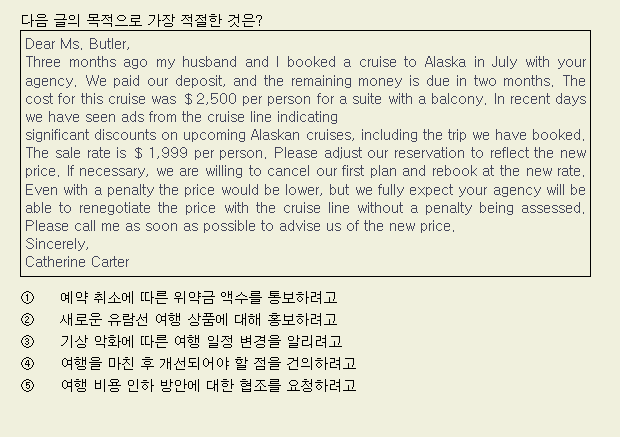 다음 글의 목적으로 가장 적절한 것은?
Dear Ms. Butler,
Three months ago my husband and I booked a cruise to Alaska in July with your
agency. We paid our deposit, and the remaining money is due in two months. The
cost for this cruise was $2,500 per person for a suite with a balcony. In recent days
we have seen ads from the cruise line indicating
significant discounts on upcoming Alaskan cruises, including the trip we have booked.
The sale rate is $ 1,999 per person. Please adjust our reservation to reflect the new
price. If necessary, we are willing to cancel our first plan and rebook at the new rate.
Even with a penalty the price would be lower, but we fully expect your agency will be
able to renegotiate the price with the cruise line without a penalty being assessed.
Please call me as soon as possible to advise us of the new price.
Sincerely,
Catherine Carter
① 예약 취소에 따른 위약금 액수를 통보하려고
② 새로운 유람선 여행 상품에 대해 홍보하려고
③ 기상 악화에 따른 여행 일정 변경을 알리려고
④ 여행을 마친 후 개선되어야 할 점을 건의하려고
⑤ 여행 비용 인하 방안에 대한 협조를 요청하려고